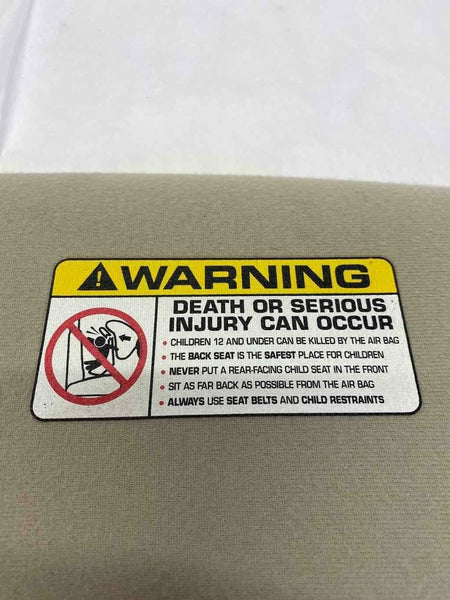 WARNING
DEATH OR SERIOUS
INJURY CAN OCCUR
• CHILDREN 12 AND UNDER CAN BE KILLED BY THE AIR BAG
• THE BACK SEAT IS THE SAFEST PLACE FOR CHILDREN
• NEVER PUT A REAR-FACING CHILD SEAT IN THE FRONT
• SIT AS FAR BACK AS POSSIBLE FROM THE AIR BAG
• ALWAYS USE SEAT BELTS AND CHILD RESTRAINTS